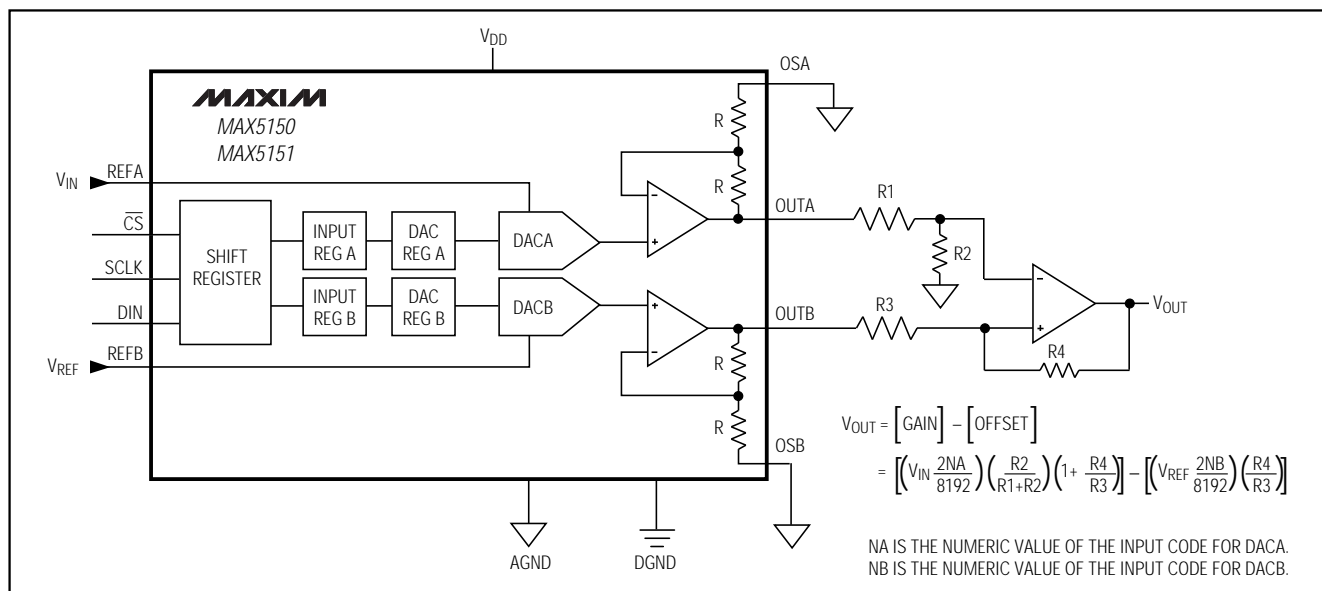 V_DD
OSA
MAXIM
MAX5150
MAX5151
R
R
V_IN
REFA
C̅S̅
SCLK
DIN
REFB
V_REF
SHIFT
REGISTER
INPUT
REG A
DAC
REG A
DACA
INPUT
REG B
DAC
REG B
DACB
−
+
+
−
OUTA
R1
R2
−
+
V_OUT
OUTB
R3
R4
R
R
OSB
AGND
DGND
V_OUT = [GAIN] – [OFFSET]
= [(V_IN 2NA/8192)(R2/R1+R2)(1+ R4/R3)] – [(V_REF 2NB/8192)(R4/R3)]
NA IS THE NUMERIC VALUE OF THE INPUT CODE FOR DACA.
NB IS THE NUMERIC VALUE OF THE INPUT CODE FOR DACB.